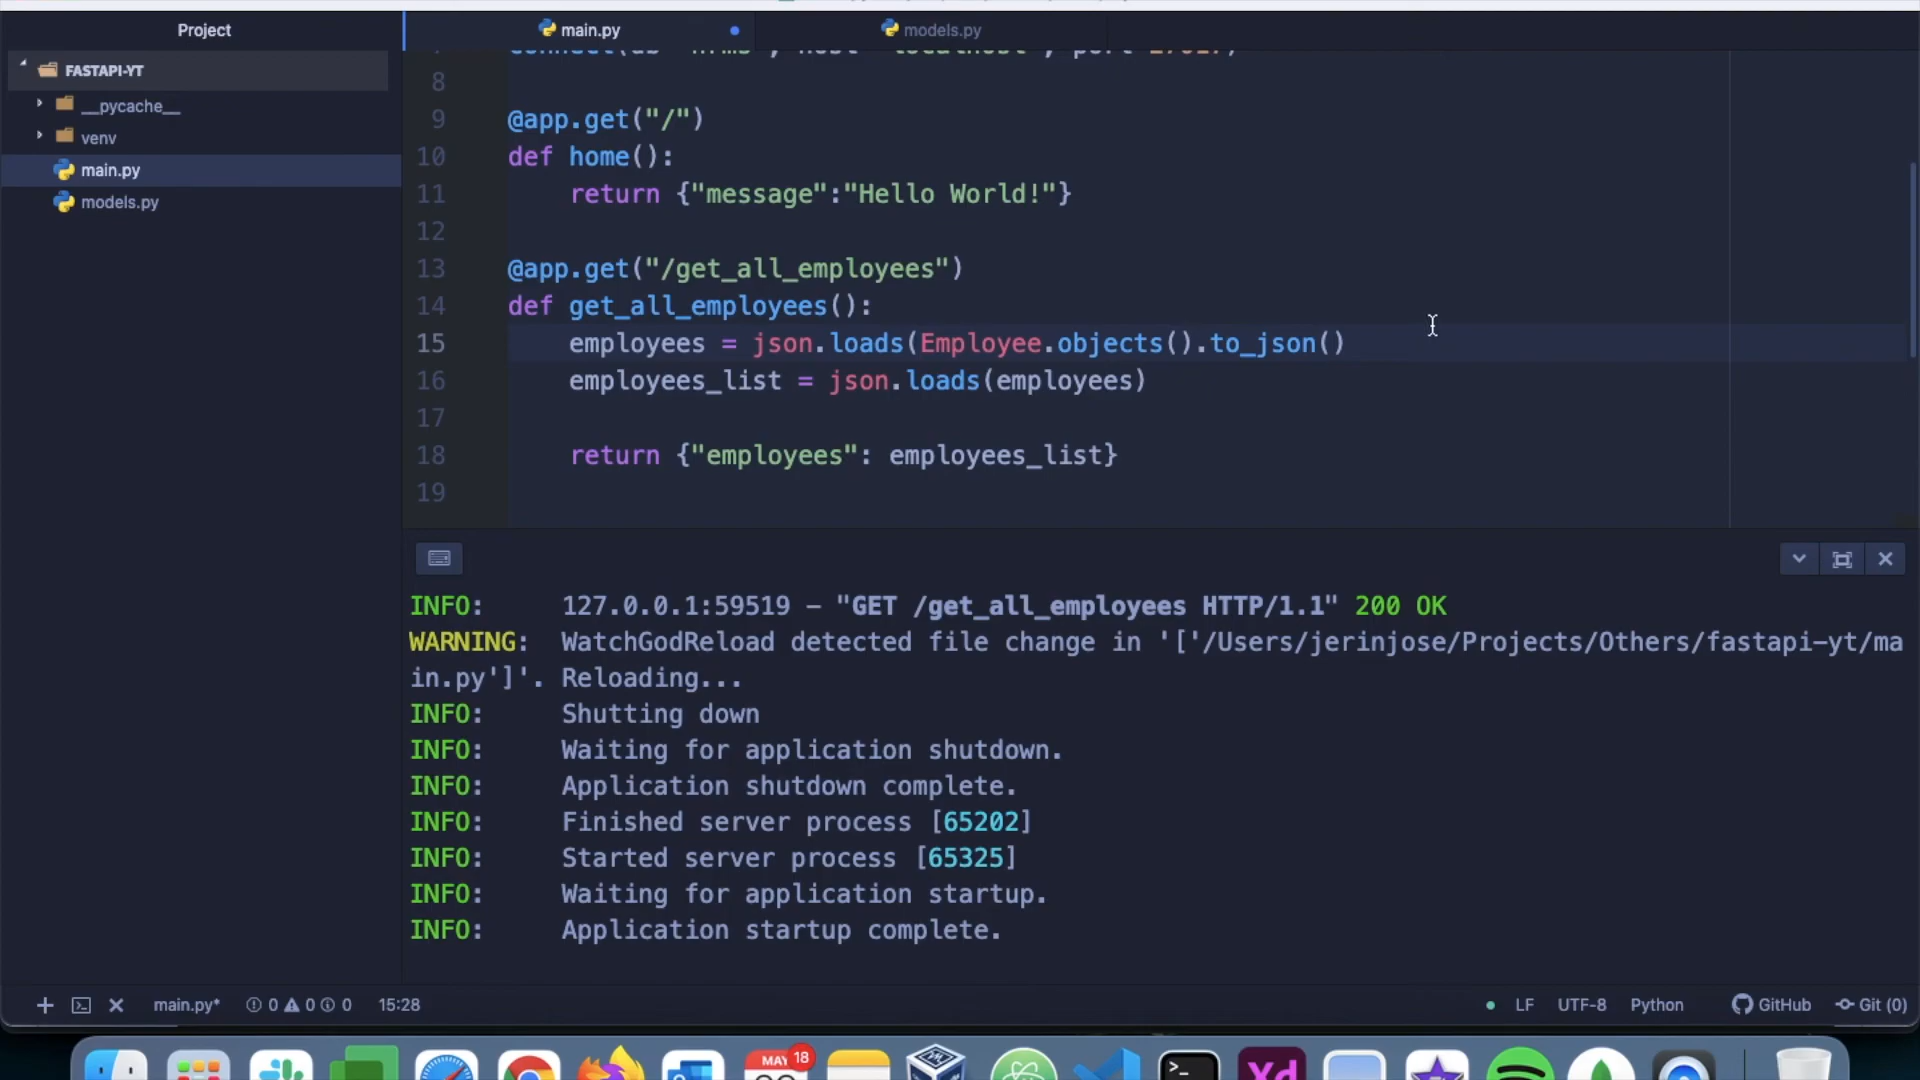 Project
main.py
models.py
FASTAPI-YT
__pycache__
venv
main.py
models.py
8
9 @app.get("/")
10 def home():
11 return {"message":"Hello World!"}
12
13 @app.get("/get_all_employees")
14 def get_all_employees():
15 employees = json.loads(Employee.objects().to_json()
16 employees_list = json.loads(employees)
17
18 return {"employees": employees_list}
19
INFO: 127.0.0.1:59519 – "GET /get_all_employees HTTP/1.1" 200 OK
WARNING: WatchGodReload detected file change in '['/Users/jerinjose/Projects/Others/fastapi-yt/ma
in.py']'. Reloading...
INFO: Shutting down
INFO: Waiting for application shutdown.
INFO: Application shutdown complete.
INFO: Finished server process [65202]
INFO: Started server process [65325]
INFO: Waiting for application startup.
INFO: Application startup complete.
main.py* 0 0 0 15:28 LF UTF-8 Python GitHub Git (0)
MAY 18
Xd